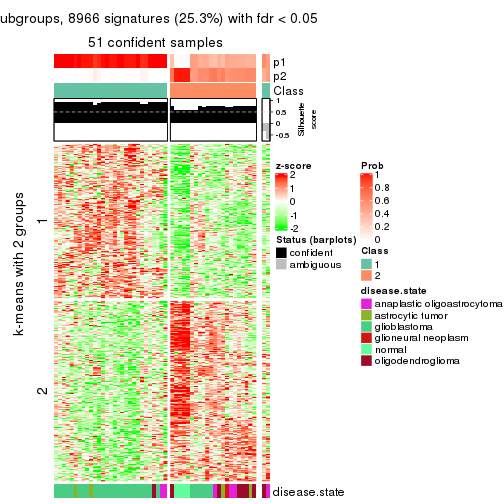 ubgroups, 8966 signatures (25.3%) with fdr < 0.05
51 confident samples
p1
p2
Class
1
0.5
0
-0.5
Silhouette
score
k-means with 2 groups
1
2
disease.state
z-score
2
1
0
-1
-2
Status (barplots)
confident
ambiguous
Prob
1
0.8
0.6
0.4
0.2
0
Class
1
2
disease.state
anaplastic oligoastrocytoma
astrocytic tumor
glioblastoma
glioneural neoplasm
normal
oligodendroglioma